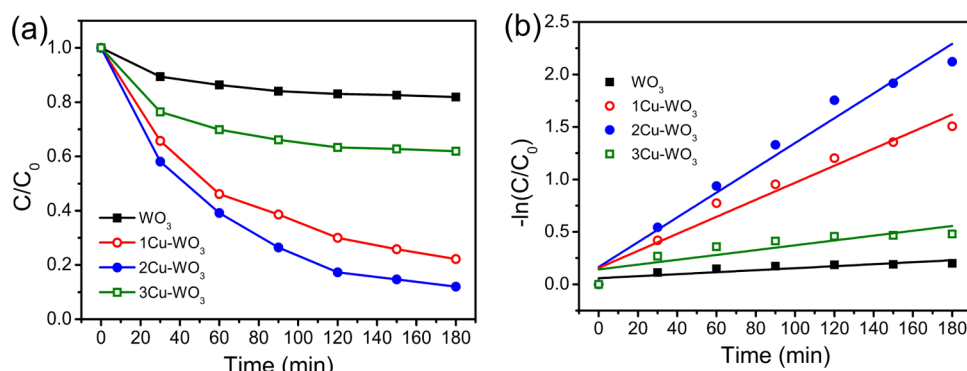 (a)
1.0
0.8
0.6
0.4
0.2
0.0
C/C₀
WO₃
1Cu-WO₃
2Cu-WO₃
3Cu-WO₃
0 20 40 60 80 100 120 140 160 180
Time (min)
(b)
2.5
2.0
1.5
1.0
0.5
0.0
-ln(C/C₀)
WO₃
1Cu-WO₃
2Cu-WO₃
3Cu-WO₃
0 20 40 60 80 100 120 140 160 180
Time (min)